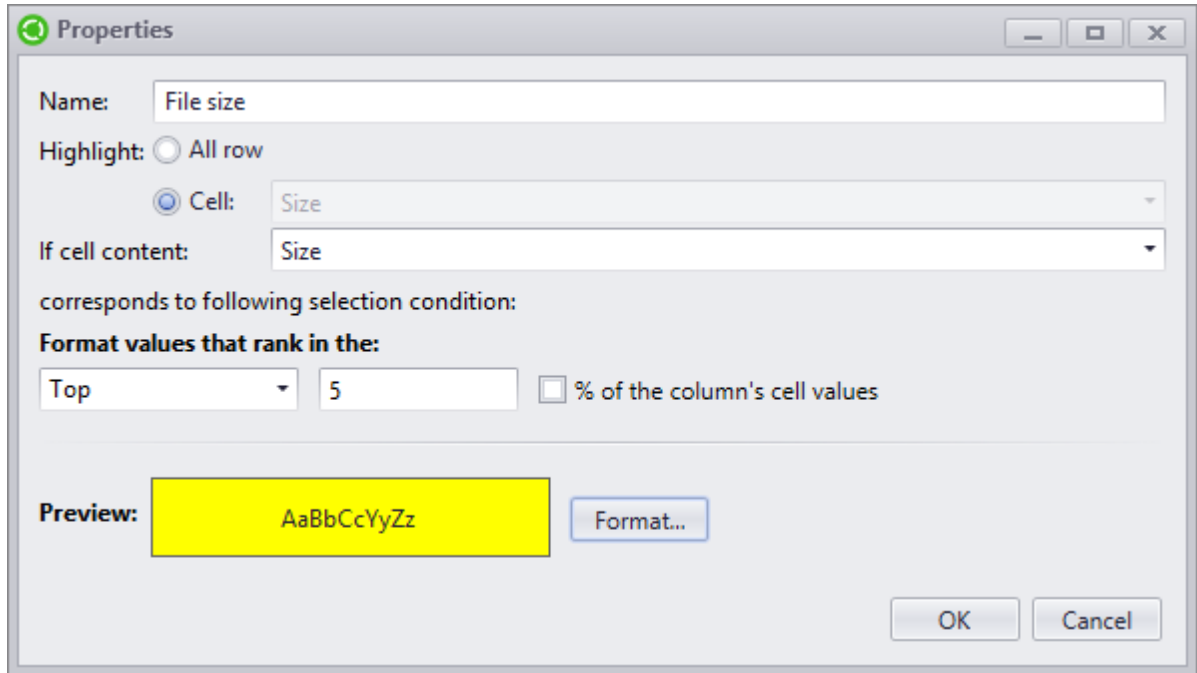 Properties
Name: File size
Highlight: All row
Cell: Size
If cell content: Size
corresponds to following selection condition:
Format values that rank in the:
Top 5 % of the column's cell values
Preview: AaBbCcYyZz Format...
OK Cancel